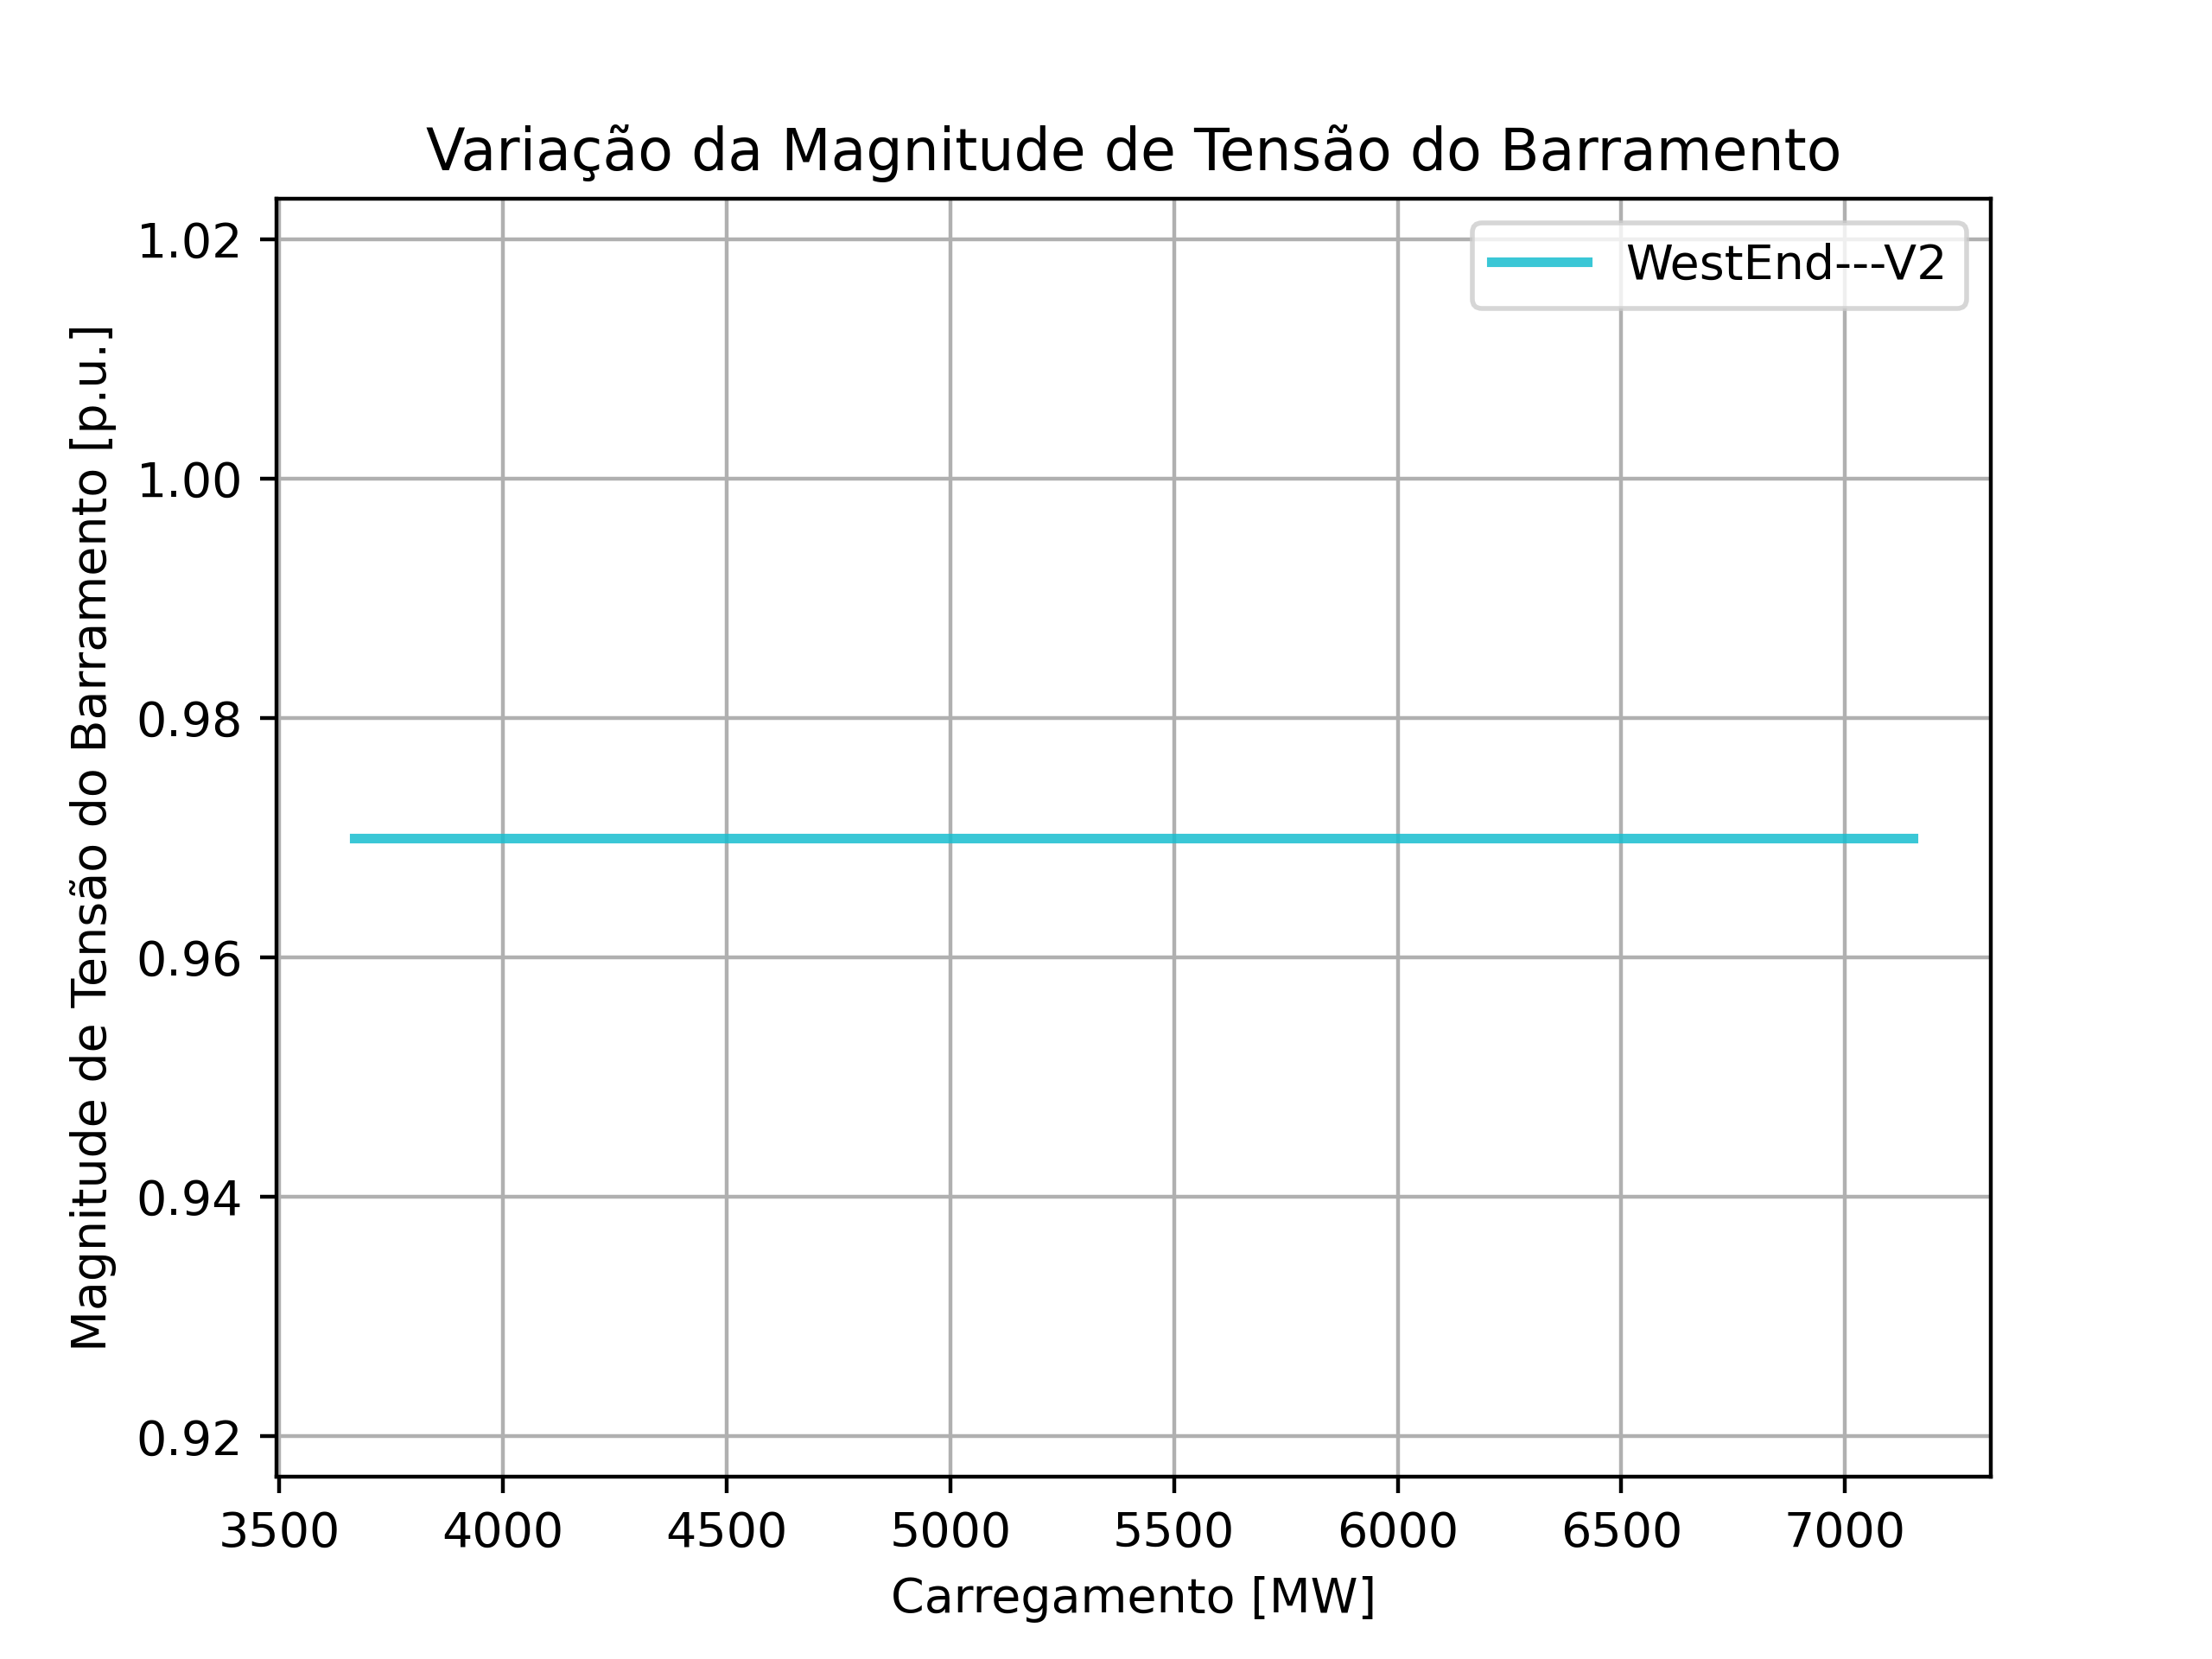 Variação da Magnitude de Tensão do Barramento
WestEnd---V2
Magnitude de Tensão do Barramento [p.u.]
1.02
1.00
0.98
0.96
0.94
0.92
3500 4000 4500 5000 5500 6000 6500 7000
Carregamento [MW]